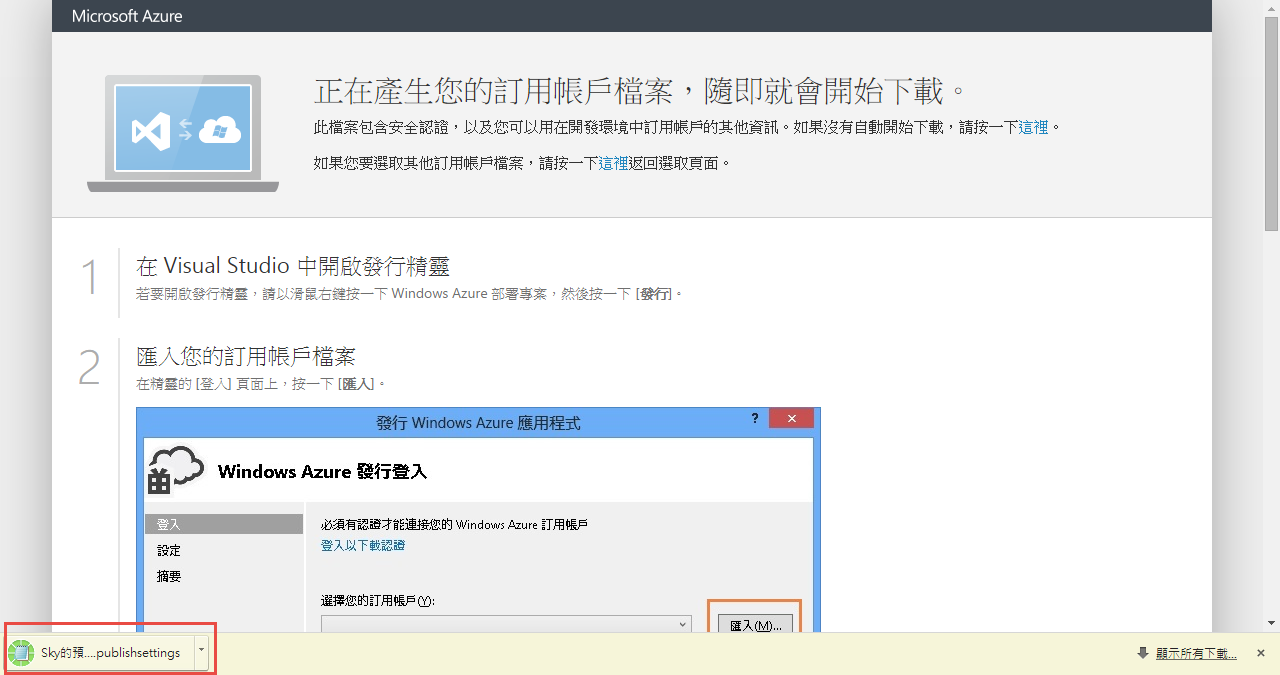 Microsoft Azure
正在產生您的訂用帳戶檔案，隨即就會開始下載。
此檔案包含安全認證，以及您可以用在開發環境中訂用帳戶的其他資訊。如果沒有自動開始下載，請按一下這裡。
如果您要選取其他訂用帳戶檔案，請按一下這裡返回選取頁面。
1
在 Visual Studio 中開啟發行精靈
若要開啟發行精靈，請以滑鼠右鍵按一下 Windows Azure 部署專案，然後按一下 [發行]。
2
匯入您的訂用帳戶檔案
在精靈的 [登入] 頁面上，按一下 [匯入]。
發行 Windows Azure 應用程式
?
Windows Azure 發行登入
登入
設定
摘要
必須有認證才能連接您的 Windows Azure 訂用帳戶
登入以下載認證
選擇您的訂用帳戶(Y):
匯入(M)...
Sky的預....publishsettings
顯示所有下載...